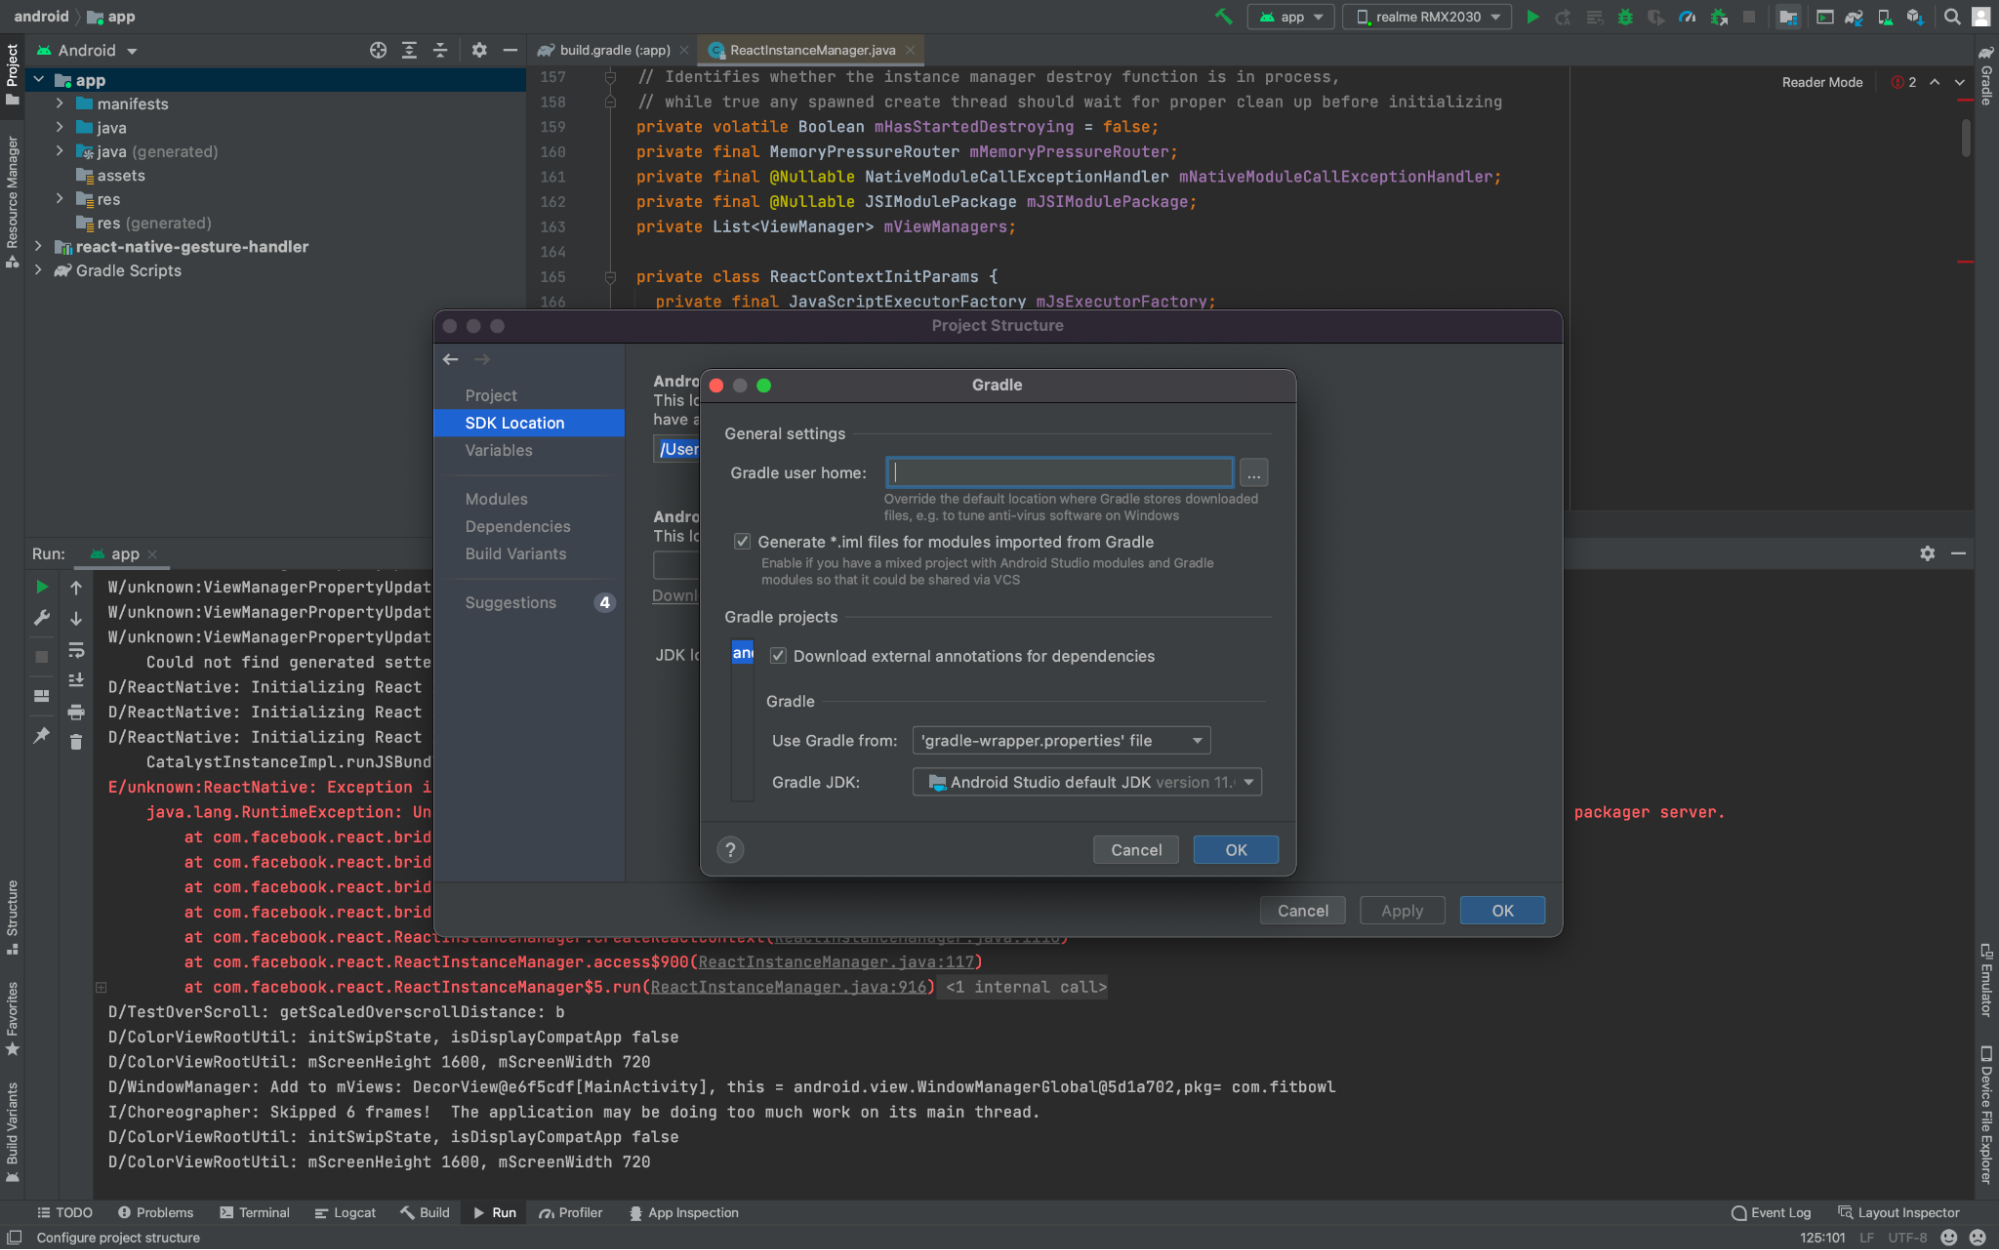 android
app
app
realme RMX2030
Project
Android
build.gradle (:app)
ReactInstanceManager.java
Gradle
app
manifests
java
java (generated)
assets
res
res (generated)
react-native-gesture-handler
Gradle Scripts
Resource Manager
157
158
159
160
161
162
163
164
165
166
// Identifies whether the instance manager destroy function is in process,
// while true any spawned create thread should wait for proper clean up before initializing
private volatile Boolean mHasStartedDestroying = false;
private final MemoryPressureRouter mMemoryPressureRouter;
private final @Nullable NativeModuleCallExceptionHandler mNativeModuleCallExceptionHandler;
private final @Nullable JSIModulePackage mJSIModulePackage;
private List<ViewManager> mViewManagers;
private class ReactContextInitParams {
private final JavaScriptExecutorFactory mJsExecutorFactory;
Reader Mode
2
Project Structure
Project
SDK Location
Variables
Modules
Dependencies
Build Variants
Suggestions
4
Andro
This lo
have a
/User
Andro
This lo
Downl
JDK lo
Gradle
General settings
Gradle user home:
...
Override the default location where Gradle stores downloaded
files, e.g. to tune anti-virus software on Windows
Generate *.iml files for modules imported from Gradle
Enable if you have a mixed project with Android Studio modules and Gradle
modules so that it could be shared via VCS
Gradle projects
and
Download external annotations for dependencies
Gradle
Use Gradle from:
'gradle-wrapper.properties' file
Gradle JDK:
Android Studio default JDK version 11.
?
Cancel
OK
Cancel
Apply
OK
Run:
app
W/unknown:ViewManagerPropertyUpdat
W/unknown:ViewManagerPropertyUpdat
W/unknown:ViewManagerPropertyUpdat
Could not find generated sette
D/ReactNative: Initializing React
D/ReactNative: Initializing React
D/ReactNative: Initializing React
CatalystInstanceImpl.runJSBund
E/unknown:ReactNative: Exception i
java.lang.RuntimeException: Un
packager server.
at com.facebook.react.brid
at com.facebook.react.brid
at com.facebook.react.brid
at com.facebook.react.brid
at com.facebook.react.ReactInstanceManager.createReactContext(ReactInstanceManager.java:1116)
at com.facebook.react.ReactInstanceManager.access$900(ReactInstanceManager.java:117)
at com.facebook.react.ReactInstanceManager$5.run(ReactInstanceManager.java:916) <1 internal call>
D/TestOverScroll: getScaledOverscrollDistance: b
D/ColorViewRootUtil: initSwipState, isDisplayCompatApp false
D/ColorViewRootUtil: mScreenHeight 1600, mScreenWidth 720
D/WindowManager: Add to mViews: DecorView@e6f5cdf[MainActivity], this = android.view.WindowManagerGlobal@5d1a702,pkg= com.fitbowl
I/Choreographer: Skipped 6 frames!  The application may be doing too much work on its main thread.
D/ColorViewRootUtil: initSwipState, isDisplayCompatApp false
D/ColorViewRootUtil: mScreenHeight 1600, mScreenWidth 720
Structure
Favorites
Build Variants
Emulator
Device File Explorer
TODO
Problems
Terminal
Logcat
Build
Run
Profiler
App Inspection
Event Log
Layout Inspector
Configure project structure
125:101
LF
UTF-8